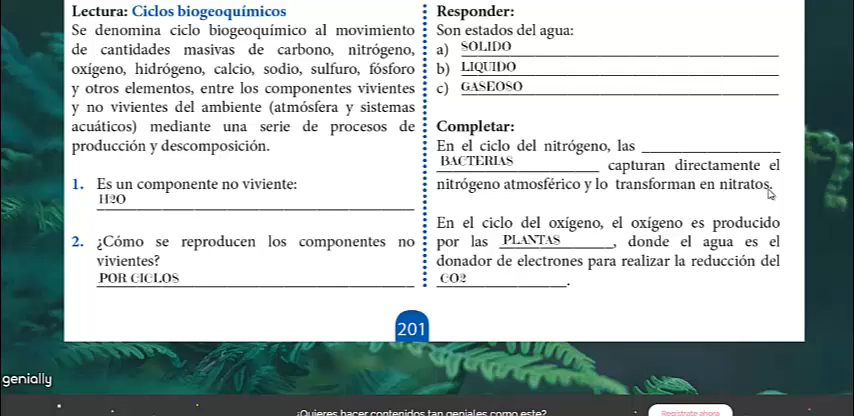 Lectura: Ciclos biogeoquímicos
Se denomina ciclo biogeoquímico al movimiento
de cantidades masivas de carbono, nitrógeno,
oxígeno, hidrógeno, calcio, sodio, sulfuro, fósforo
y otros elementos, entre los componentes vivientes
y no vivientes del ambiente (atmósfera y sistemas
acuáticos) mediante una serie de procesos de
producción y descomposición.
1. Es un componente no viviente:
H2O
2. ¿Cómo se reproducen los componentes no
vivientes?
POR CICLOS
Responder:
Son estados del agua:
a) SOLIDO
b) LIQUIDO
c) GASEOSO
Completar:
En el ciclo del nitrógeno, las ____________
BACTERIAS capturan directamente el
nitrógeno atmosférico y lo transforman en nitratos.
En el ciclo del oxígeno, el oxígeno es producido
por las PLANTAS, donde el agua es el
donador de electrones para realizar la reducción del
CO2.
201
genially
¿Quieres hacer contenidos tan geniales como este?
Regístrate ahora